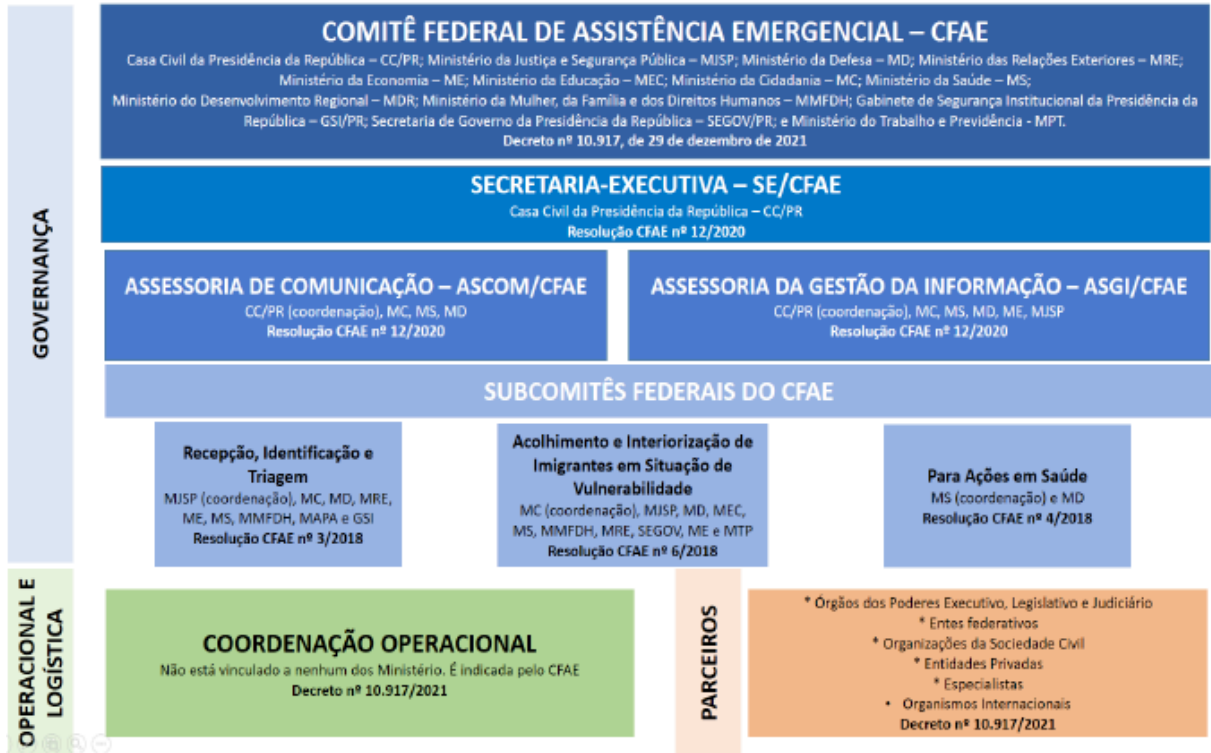 COMITÊ FEDERAL DE ASSISTÊNCIA EMERGENCIAL – CFAE
Casa Civil da Presidência da República – CC/PR; Ministério da Justiça e Segurança Pública – MJSP; Ministério da Defesa – MD; Ministério das Relações Exteriores – MRE;
Ministério da Economia – ME; Ministério da Educação – MEC; Ministério da Cidadania – MC; Ministério da Saúde – MS;
Ministério do Desenvolvimento Regional – MDR; Ministério da Mulher, da Família e dos Direitos Humanos – MMFDH; Gabinete de Segurança Institucional da Presidência da
República – GSI/PR; Secretaria de Governo da Presidência da República – SEGOV/PR; e Ministério do Trabalho e Previdência - MPT.
Decreto nº 10.917, de 29 de dezembro de 2021
GOVERNANÇA
SECRETARIA-EXECUTIVA – SE/CFAE
Casa Civil da Presidência da República – CC/PR
Resolução CFAE nº 12/2020
ASSESSORIA DE COMUNICAÇÃO – ASCOM/CFAE
CC/PR (coordenação), MC, MS, MD
Resolução CFAE nº 12/2020
ASSESSORIA DA GESTÃO DA INFORMAÇÃO – ASGI/CFAE
CC/PR (coordenação), MC, MS, MD, ME, MJSP
Resolução CFAE nº 12/2020
SUBCOMITÊS FEDERAIS DO CFAE
Recepção, Identificação e
Triagem
MJSP (coordenação), MC, MD, MRE,
ME, MS, MMFDH, MAPA e GSI
Resolução CFAE nº 3/2018
Acolhimento e Interiorização de
Imigrantes em Situação de
Vulnerabilidade
MC (coordenação), MJSP, MD, MEC,
MS, MMFDH, MRE, SEGOV, ME e MTP
Resolução CFAE nº 6/2018
Para Ações em Saúde
MS (coordenação) e MD
Resolução CFAE nº 4/2018
OPERACIONAL E
LOGÍSTICA
COORDENAÇÃO OPERACIONAL
Não está vinculado a nenhum dos Ministério. É indicada pelo CFAE
Decreto nº 10.917/2021
PARCEIROS
* Órgãos dos Poderes Executivo, Legislativo e Judiciário
* Entes federativos
* Organizações da Sociedade Civil
* Entidades Privadas
* Especialistas
• Organismos Internacionais
Decreto nº 10.917/2021